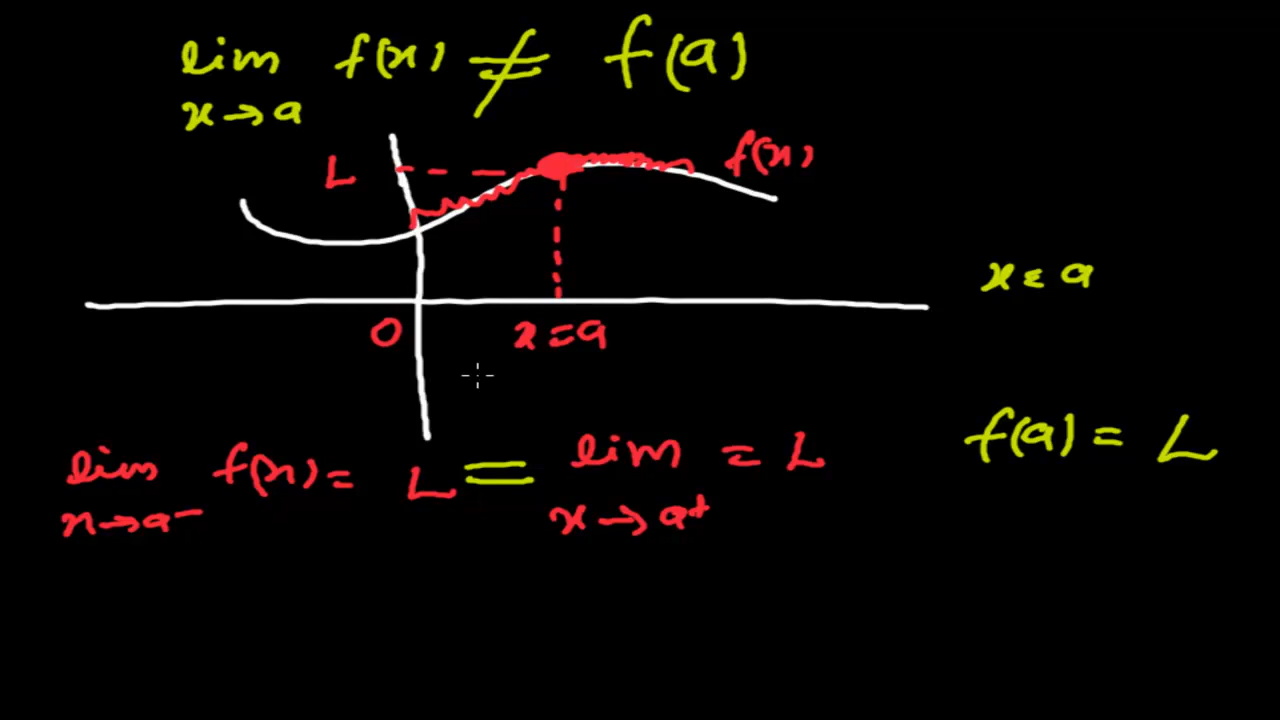 lim f(x) ≠ f(a)
x→a
L
f(x)
x = a
0
x=a
f(a) = L
lim f(x) = L = lim = L
x→a⁻ x→a⁺